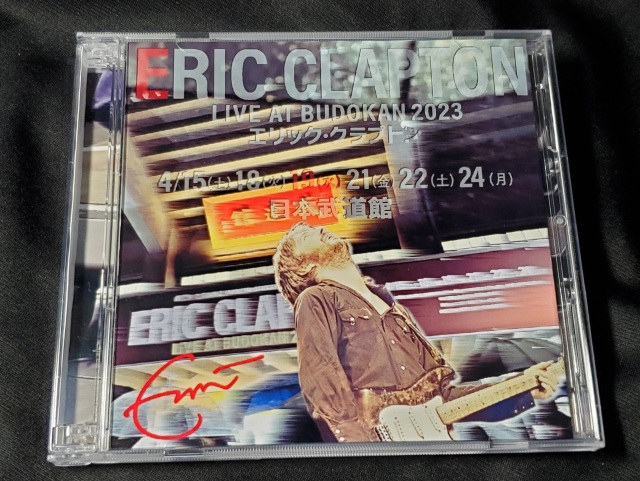 ERIC CLAPTON
LIVE AT BUDOKAN 2023
エリック・クラプトン
4/15(土) 18(火) 19(水) 21(金) 22(土) 24(月)
日本武道館
ERIC CLAP
LIVE AT BUDOKAN
Eric